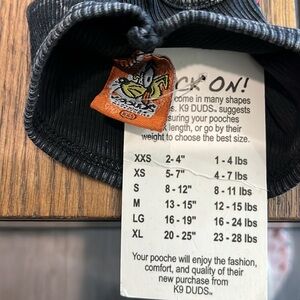 CK ON!
come in many shapes
s. K9 DUDS™ suggests
suring your pooches
k length, or go by their
weight to choose the best size.
XXS 2- 4" 1 - 4 lbs
XS 5- 7" 4 - 7 lbs
S 8 - 12" 8 - 11 lbs
M 13 - 15" 12 - 15 lbs
LG 16 - 19" 16 - 24 lbs
XL 20 - 25" 23 - 28 lbs
Your pooche will enjoy the fashion,
comfort, and quality of their
new purchase from
K9 DUDS™